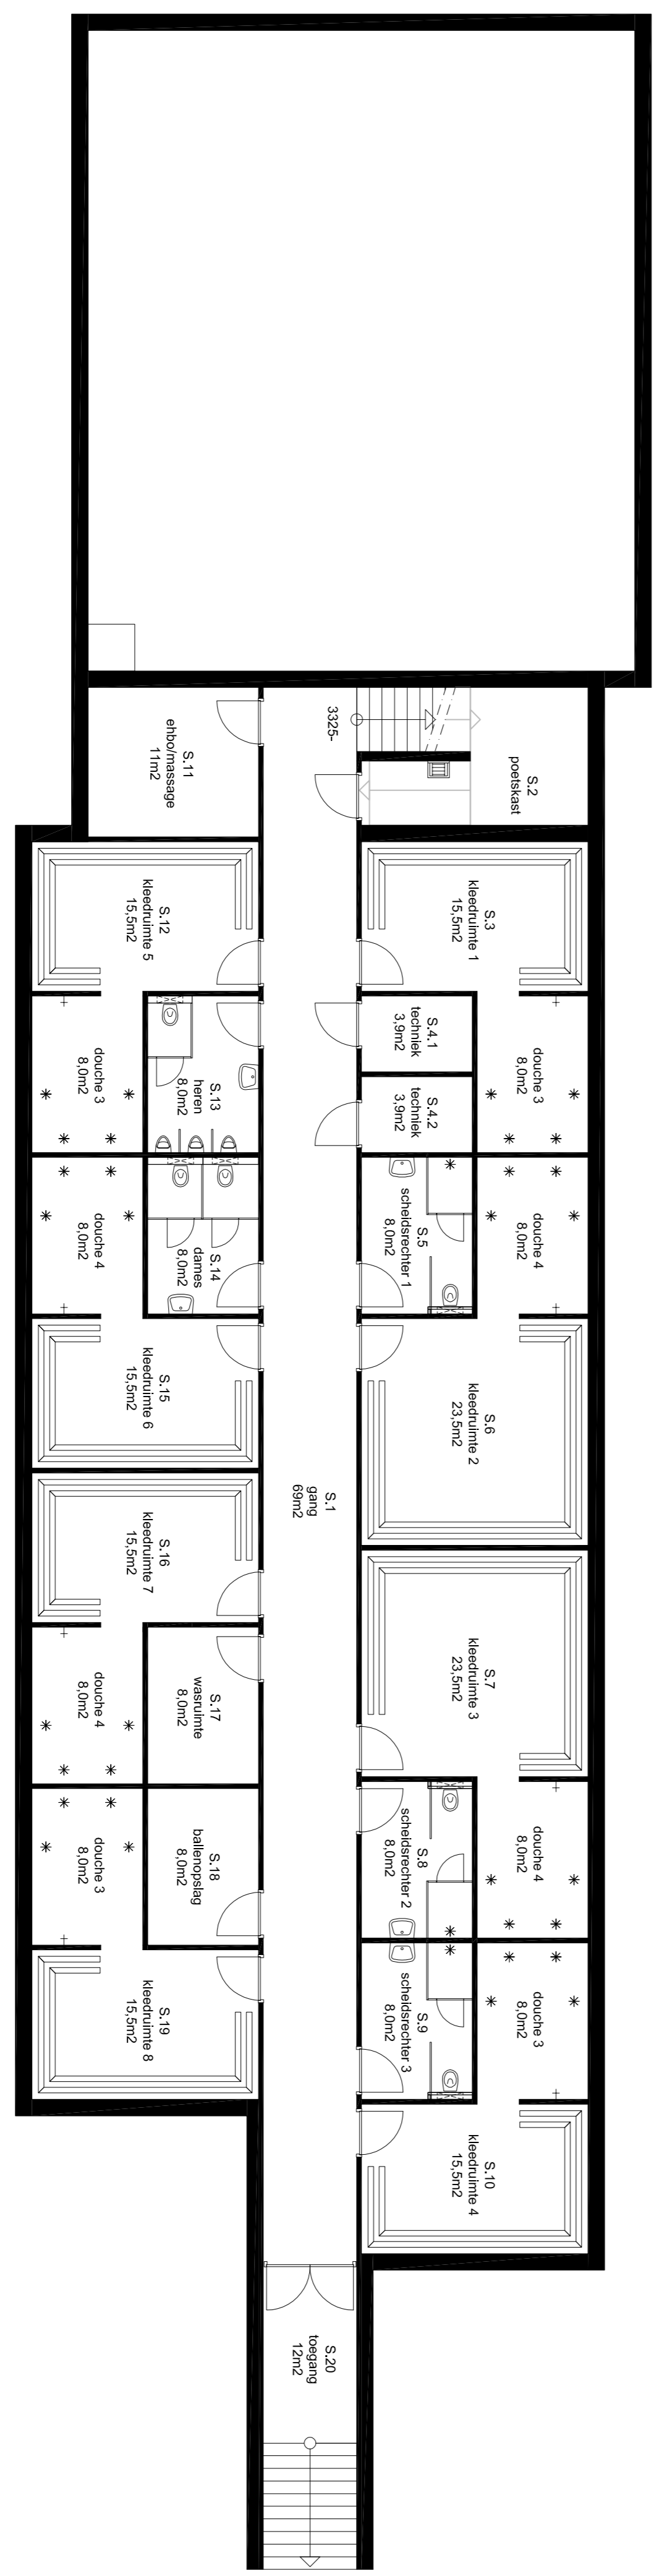 3325-
S.2
poetskast
S.11
ehbo/massage
11m2
S.12
kleedruimte 5
15,5m2
S.3
kleedruimte 1
15,5m2
S.4.1
techniek
3,9m2
S.4.2
techniek
3,9m2
douche 3
8,0m2
S.13
heren
8,0m2
douche 3
8,0m2
douche 4
8,0m2
S.14
dames
8,0m2
S.5
scheidsrechter 1
8,0m2
douche 4
8,0m2
S.15
kleedruimte 6
15,5m2
S.6
kleedruimte 2
23,5m2
S.1
gang
69m2
S.16
kleedruimte 7
15,5m2
S.7
kleedruimte 3
23,5m2
douche 4
8,0m2
S.17
wasruimte
8,0m2
S.8
scheidsrechter 2
8,0m2
douche 4
8,0m2
douche 3
8,0m2
S.18
ballenopslag
8,0m2
S.9
scheidsrechter 3
8,0m2
douche 3
8,0m2
S.19
kleedruimte 8
15,5m2
S.10
kleedruimte 4
15,5m2
S.20
toegang
12m2